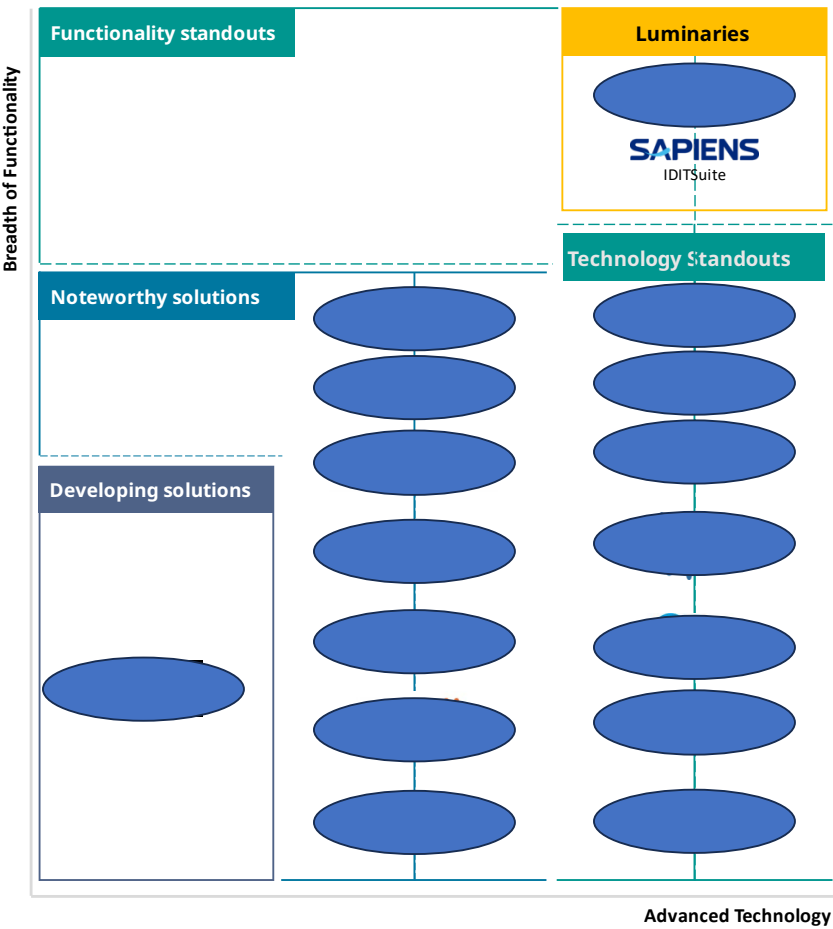 Functionality standouts
Luminaries
SAPIENS
IDITSuite
Breadth of Functionality
Technology Standouts
Noteworthy solutions
Developing solutions
Advanced Technology